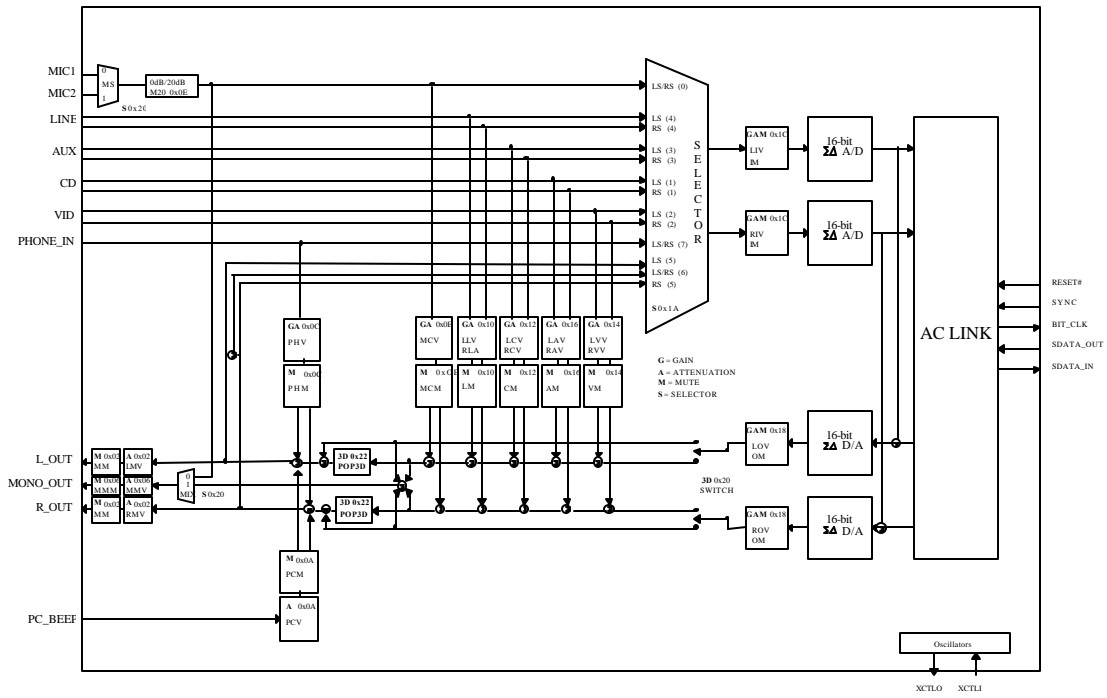 MIC1
MIC2
LINE
AUX
CD
VID
PHONE_IN
0
MS
1
S 0x20
0dB/20dB
M20 0x0E
LS/RS (0)
LS (4)
RS (4)
LS (3)
RS (3)
LS (1)
RS (1)
LS (2)
RS (2)
LS/RS (7)
LS (5)
LS/RS (6)
RS (5)
SELECTOR
S 0x1A
GAM 0x1C
LIV
IM
16-bit
ΣΔ A/D
GAM 0x1C
RIV
IM
16-bit
ΣΔ A/D
AC LINK
RESET#
SYNC
BIT_CLK
SDATA_OUT
SDATA_IN
GA 0x0C
PHV
M 0x0C
PHM
GA 0x0E
MCV
M 0x0E
MCM
GA 0x10
LLV
RLA
M 0x10
LM
GA 0x12
LCV
RCV
M 0x12
CM
GA 0x16
LAV
RAV
M 0x16
AM
GA 0x14
LVV
RVV
M 0x14
VM
G = GAIN
A = ATTENUATION
M = MUTE
S = SELECTOR
L_OUT
MONO_OUT
R_OUT
M 0x02
MM
A 0x02
LMV
M 0x06
MMM
A 0x06
MMV
M 0x02
MM
A 0x02
RMV
0
1
MIX
S 0x20
3D 0x22
POP3D
3D 0x22
POP3D
3D 0x20
SWITCH
GAM 0x18
LOV
OM
16-bit
ΣΔ D/A
GAM 0x18
ROV
OM
16-bit
ΣΔ D/A
M 0x0A
PCM
A 0x0A
PCV
PC_BEEP
Oscillators
XCTLO
XCTLI